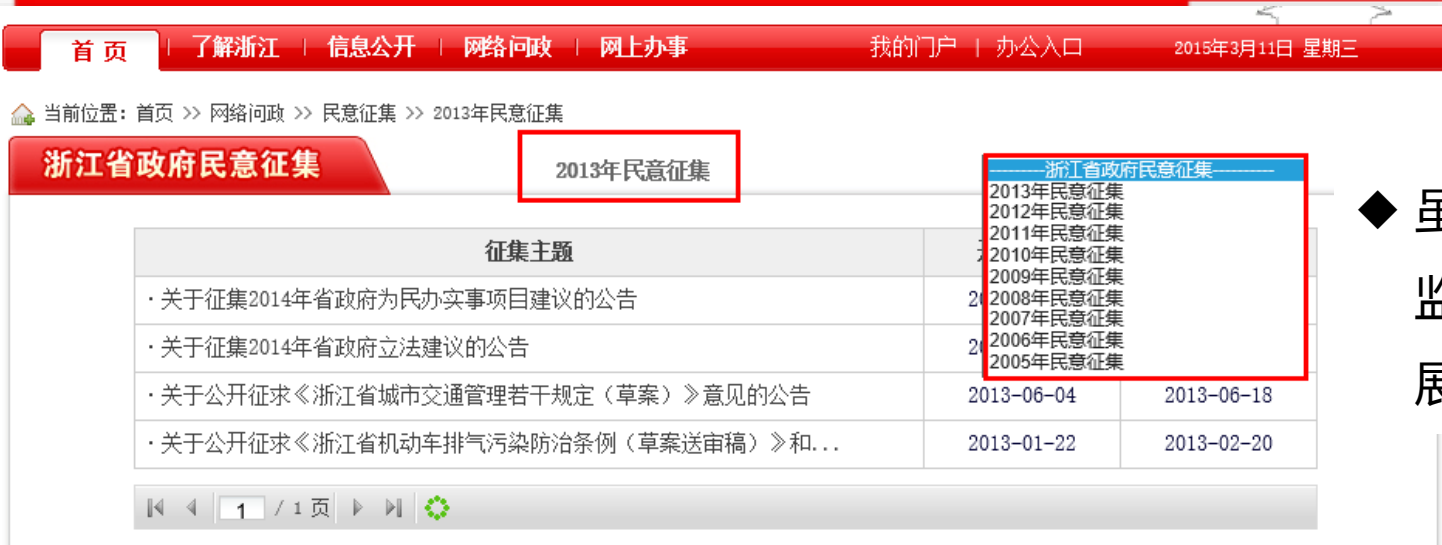 首页 了解浙江 信息公开 网络问政 网上办事 我的门户 办公入口 2015年3月11日 星期三
当前位置：首页 >> 网络问政 >> 民意征集 >> 2013年民意征集
浙江省政府民意征集
2013年民意征集
浙江省政府民意征集
2013年民意征集
2012年民意征集
2011年民意征集
2010年民意征集
2009年民意征集
2008年民意征集
2007年民意征集
2006年民意征集
2005年民意征集
征集主题
·关于征集2014年省政府为民办实事项目建议的公告
·关于征集2014年省政府立法建议的公告
·关于公开征求《浙江省城市交通管理若干规定（草案）》意见的公告 2013-06-04 2013-06-18
·关于公开征求《浙江省机动车排气污染防治条例（草案送审稿）》和... 2013-01-22 2013-02-20
1 / 1 页
监
展